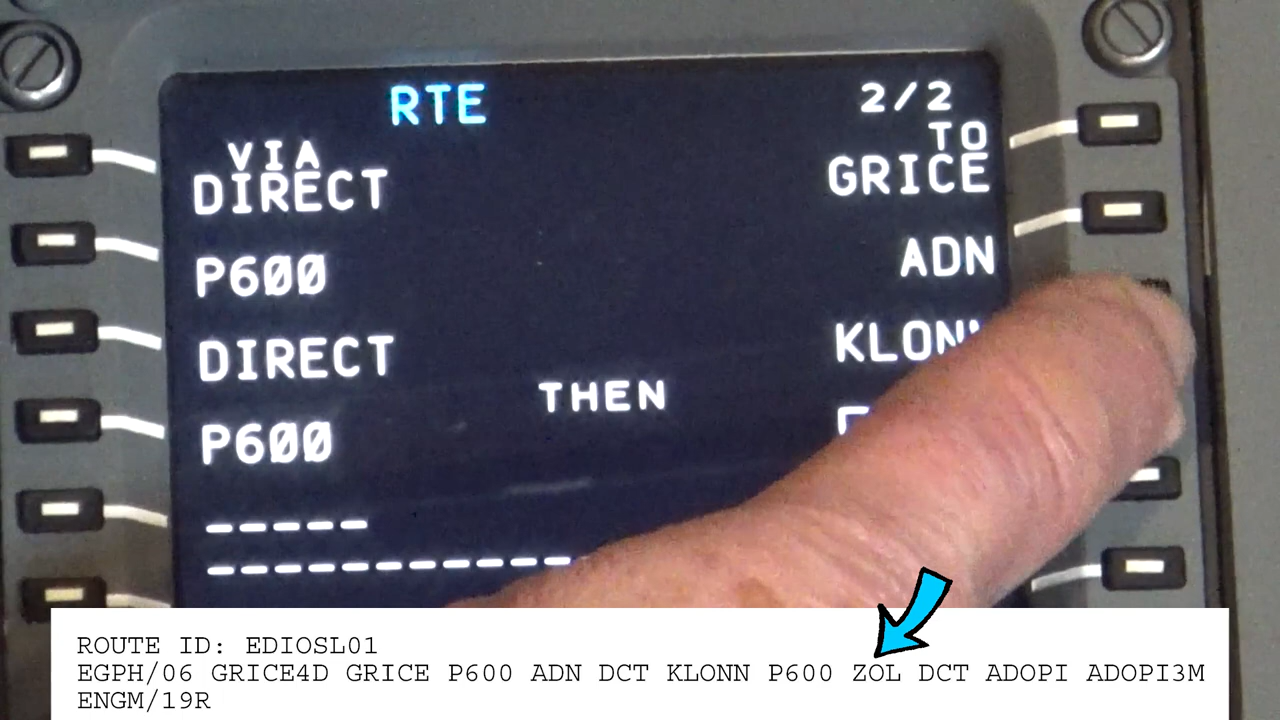 RTE 2/2
VIA TO
DIRECT GRICE
P600 ADN
DIRECT
THEN
P600
-----
-----------
ROUTE ID: EDIOSL01
EGPH/06 GRICE4D GRICE P600 ADN DCT KLONN P600 ZOL DCT ADOPI ADOPI3M
ENGM/19R